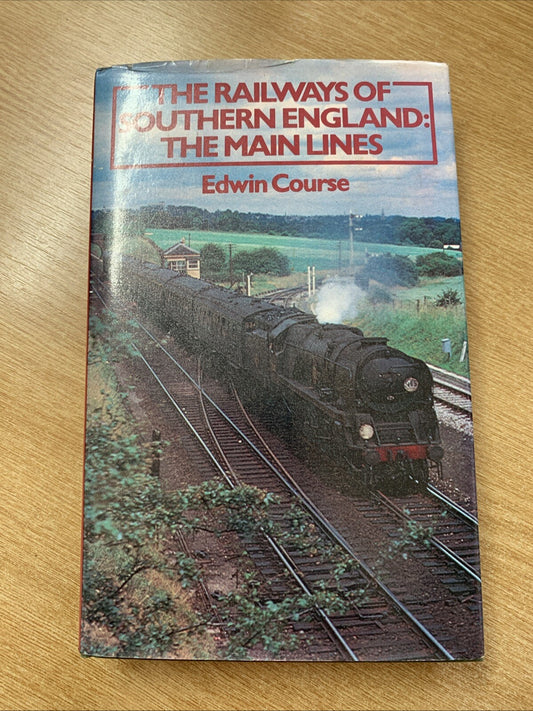 THE RAILWAYS OF
SOUTHERN ENGLAND:
THE MAIN LINES
Edwin Course